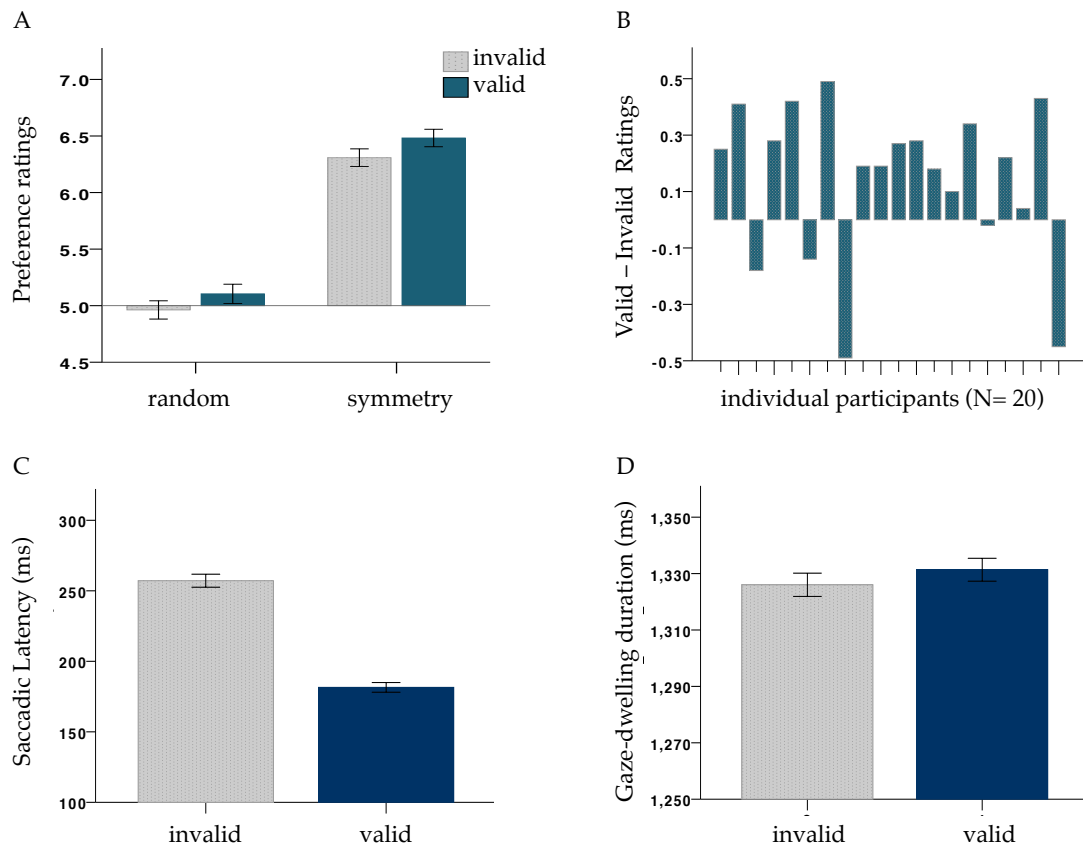 A
invalid
valid
Preference ratings
7.0
6.5
6.0
5.5
5.0
4.5
random
symmetry
B
Valid – Invalid Ratings
0.5
0.3
0.1
-0.1
-0.3
-0.5
individual participants (N= 20)
C
Saccadic Latency (ms)
300
250
200
150
100
invalid
valid
D
Gaze-dwelling duration (ms)
1,350
1,330
1,310
1,290
1,270
1,250
invalid
valid